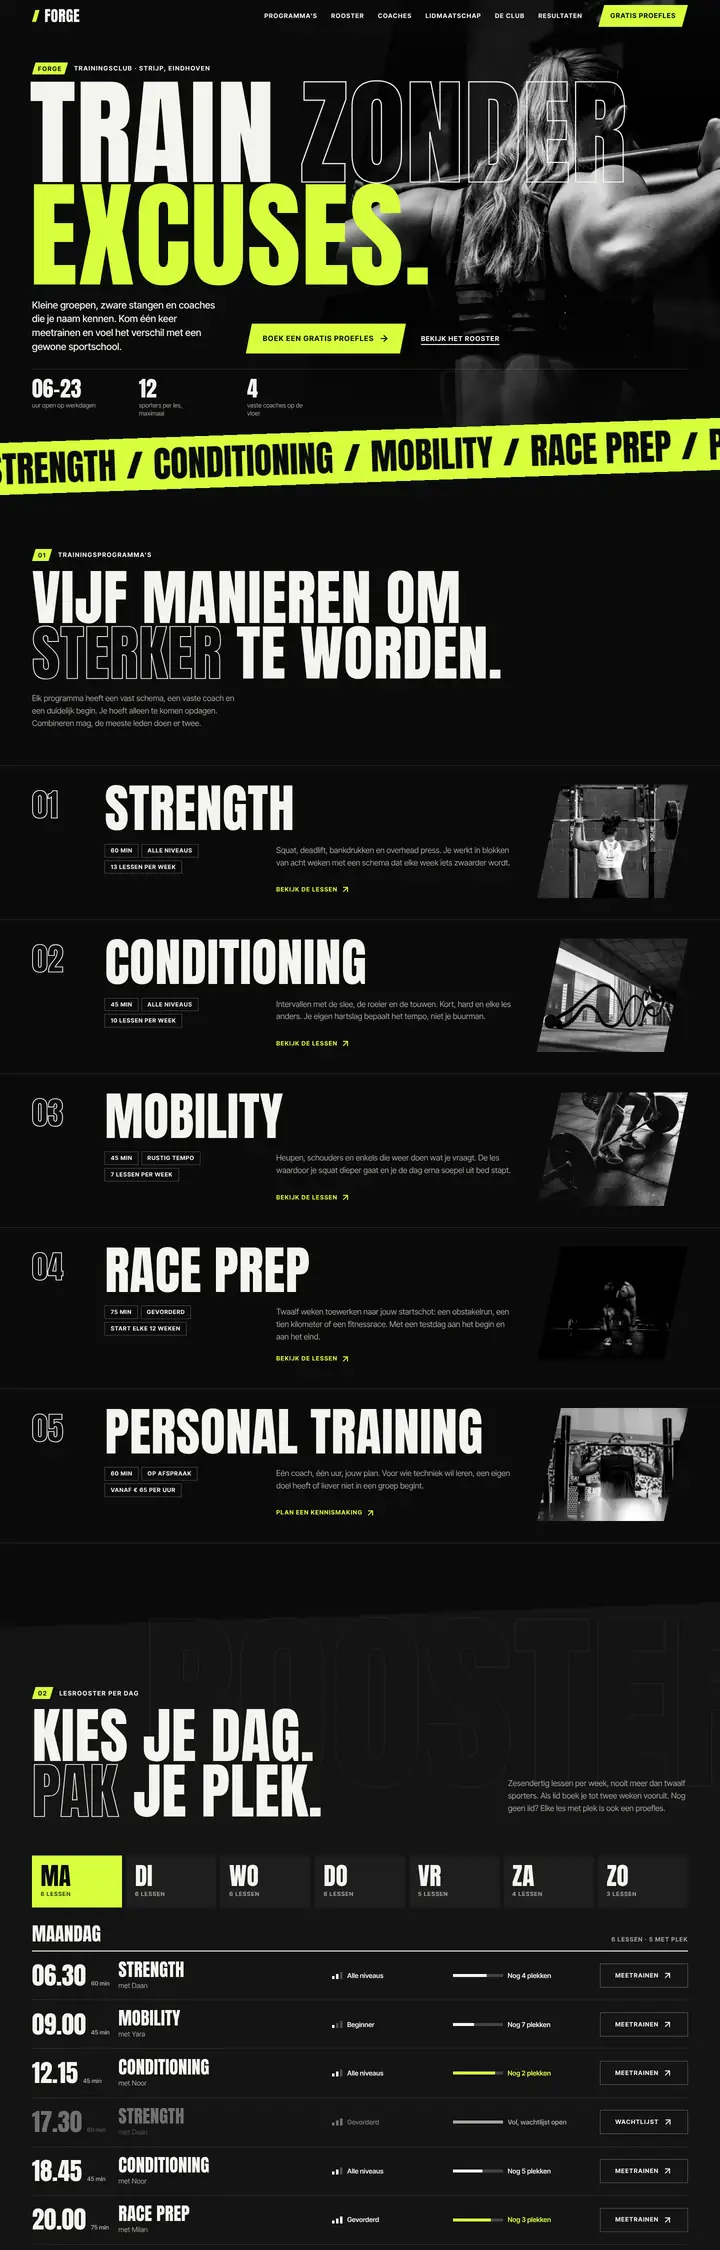 FORGE
PROGRAMMA'S ROOSTER COACHES LIDMAATSCHAP DE CLUB RESULTATEN GRATIS PROEFLES
FORGE TRAININGSCLUB · STRIJP, EINDHOVEN
TRAIN ZONDER
EXCUSES.
Kleine groepen, zware stangen en coaches
die je naam kennen. Kom één keer
meetrainen en voel het verschil met een
gewone sportschool.
BOEK EEN GRATIS PROEFLES →
BEKIJK HET ROOSTER
06-23
uur open op werkdagen
12
sporters per les,
maximaal
4
vaste coaches op de
vloer
STRENGTH / CONDITIONING / MOBILITY / RACE PREP / P
01 TRAININGSPROGRAMMA'S
VIJF MANIEREN OM
STERKER TE WORDEN.
Elk programma heeft een vast schema, een vaste coach en
een duidelijk begin. Je hoeft alleen te komen opdagen.
Combineren mag, de meeste leden doen er twee.
01
STRENGTH
60 MIN ALLE NIVEAUS
13 LESSEN PER WEEK
Squat, deadlift, bankdrukken en overhead press. Je werkt in blokken
van acht weken met een schema dat elke week iets zwaarder wordt.
BEKIJK DE LESSEN
02
CONDITIONING
45 MIN ALLE NIVEAUS
10 LESSEN PER WEEK
Intervallen met de slee, de roeier en de touwen. Kort, hard en elke les
anders. Je eigen hartslag bepaalt het tempo, niet je buurman.
BEKIJK DE LESSEN
03
MOBILITY
45 MIN RUSTIG TEMPO
7 LESSEN PER WEEK
Heupen, schouders en enkels die weer doen wat je vraagt. De les
waardoor je squat dieper gaat en je de dag erna soepel uit bed stapt.
BEKIJK DE LESSEN
04
RACE PREP
75 MIN GEVORDERD
START ELKE 12 WEKEN
Twaalf weken toewerken naar jouw startschot: een obstakelrun, een
tien kilometer of een fitnessrace. Met een testdag aan het begin en
aan het eind.
BEKIJK DE LESSEN
05
PERSONAL TRAINING
60 MIN OP AFSPRAAK
VANAF € 65 PER UUR
Eén coach, één uur, jouw plan. Voor wie techniek wil leren, een eigen
doel heeft of liever niet in een groep begint.
PLAN EEN KENNISMAKING
ROOSTER
02 LESROOSTER PER DAG
KIES JE DAG.
PAK JE PLEK.
Zesendertig lessen per week, nooit meer dan twaalf
sporters. Als lid boek je tot twee weken vooruit. Nog
geen lid? Elke les met plek is ook een proefles.
MA DI WO DO VR ZA ZO
6 LESSEN 6 LESSEN 6 LESSEN 6 LESSEN 5 LESSEN 4 LESSEN 3 LESSEN
MAANDAG
6 LESSEN · 5 MET PLEK
06.30 60 min STRENGTH Alle niveaus Nog 4 plekken MEETRAINEN
met Daan
09.00 45 min MOBILITY Beginner Nog 7 plekken MEETRAINEN
met Yara
12.15 45 min CONDITIONING Alle niveaus Nog 2 plekken MEETRAINEN
met Noor
17.30 60 min STRENGTH Gevorderd Vol, wachtlijst open WACHTLIJST
met Daan
18.45 45 min CONDITIONING Alle niveaus Nog 5 plekken MEETRAINEN
met Noor
20.00 75 min RACE PREP Gevorderd Nog 3 plekken MEETRAINEN
met Milan